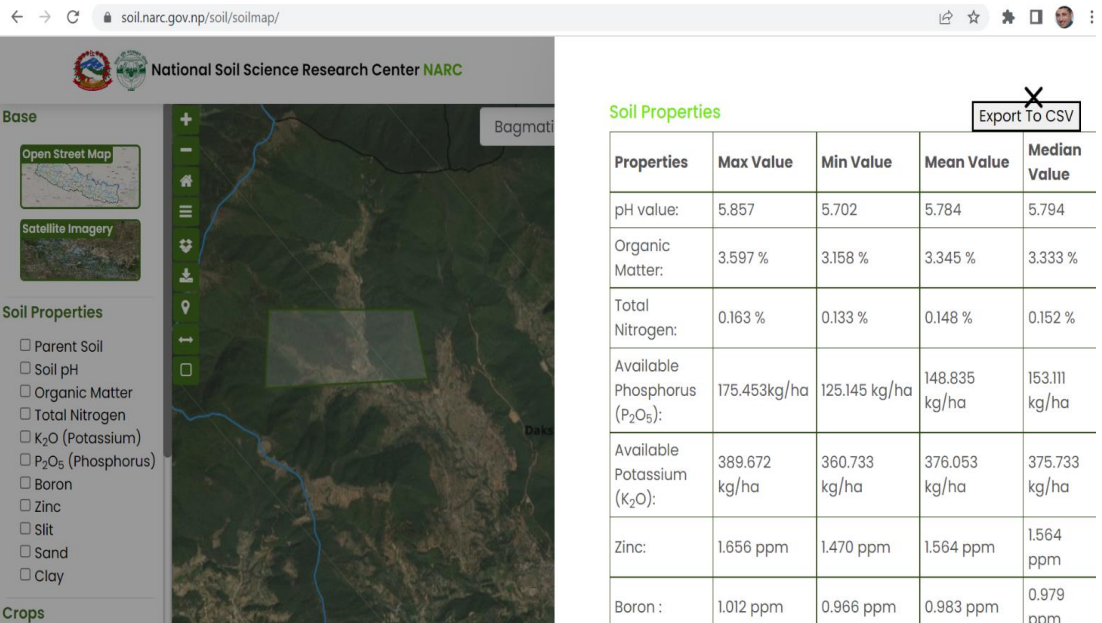 soil.narc.gov.np/soil/soilmap/
National Soil Science Research Center NARC
Base
Open Street Map
Satellite Imagery
Soil Properties
Parent Soil
Soil pH
Organic Matter
Total Nitrogen
K₂O (Potassium)
P₂O₅ (Phosphorus)
Boron
Zinc
Slit
Sand
Clay
Crops
Bagmati
Daks
Soil Properties
X
Export To CSV
Properties Max Value Min Value Mean Value Median Value
pH value: 5.857 5.702 5.784 5.794
Organic Matter: 3.597 % 3.158 % 3.345 % 3.333 %
Total Nitrogen: 0.163 % 0.133 % 0.148 % 0.152 %
Available Phosphorus (P₂O₅): 175.453kg/ha 125.145 kg/ha 148.835 kg/ha 153.111 kg/ha
Available Potassium (K₂O): 389.672 kg/ha 360.733 kg/ha 376.053 kg/ha 375.733 kg/ha
Zinc: 1.656 ppm 1.470 ppm 1.564 ppm 1.564 ppm
Boron : 1.012 ppm 0.966 ppm 0.983 ppm 0.979 ppm